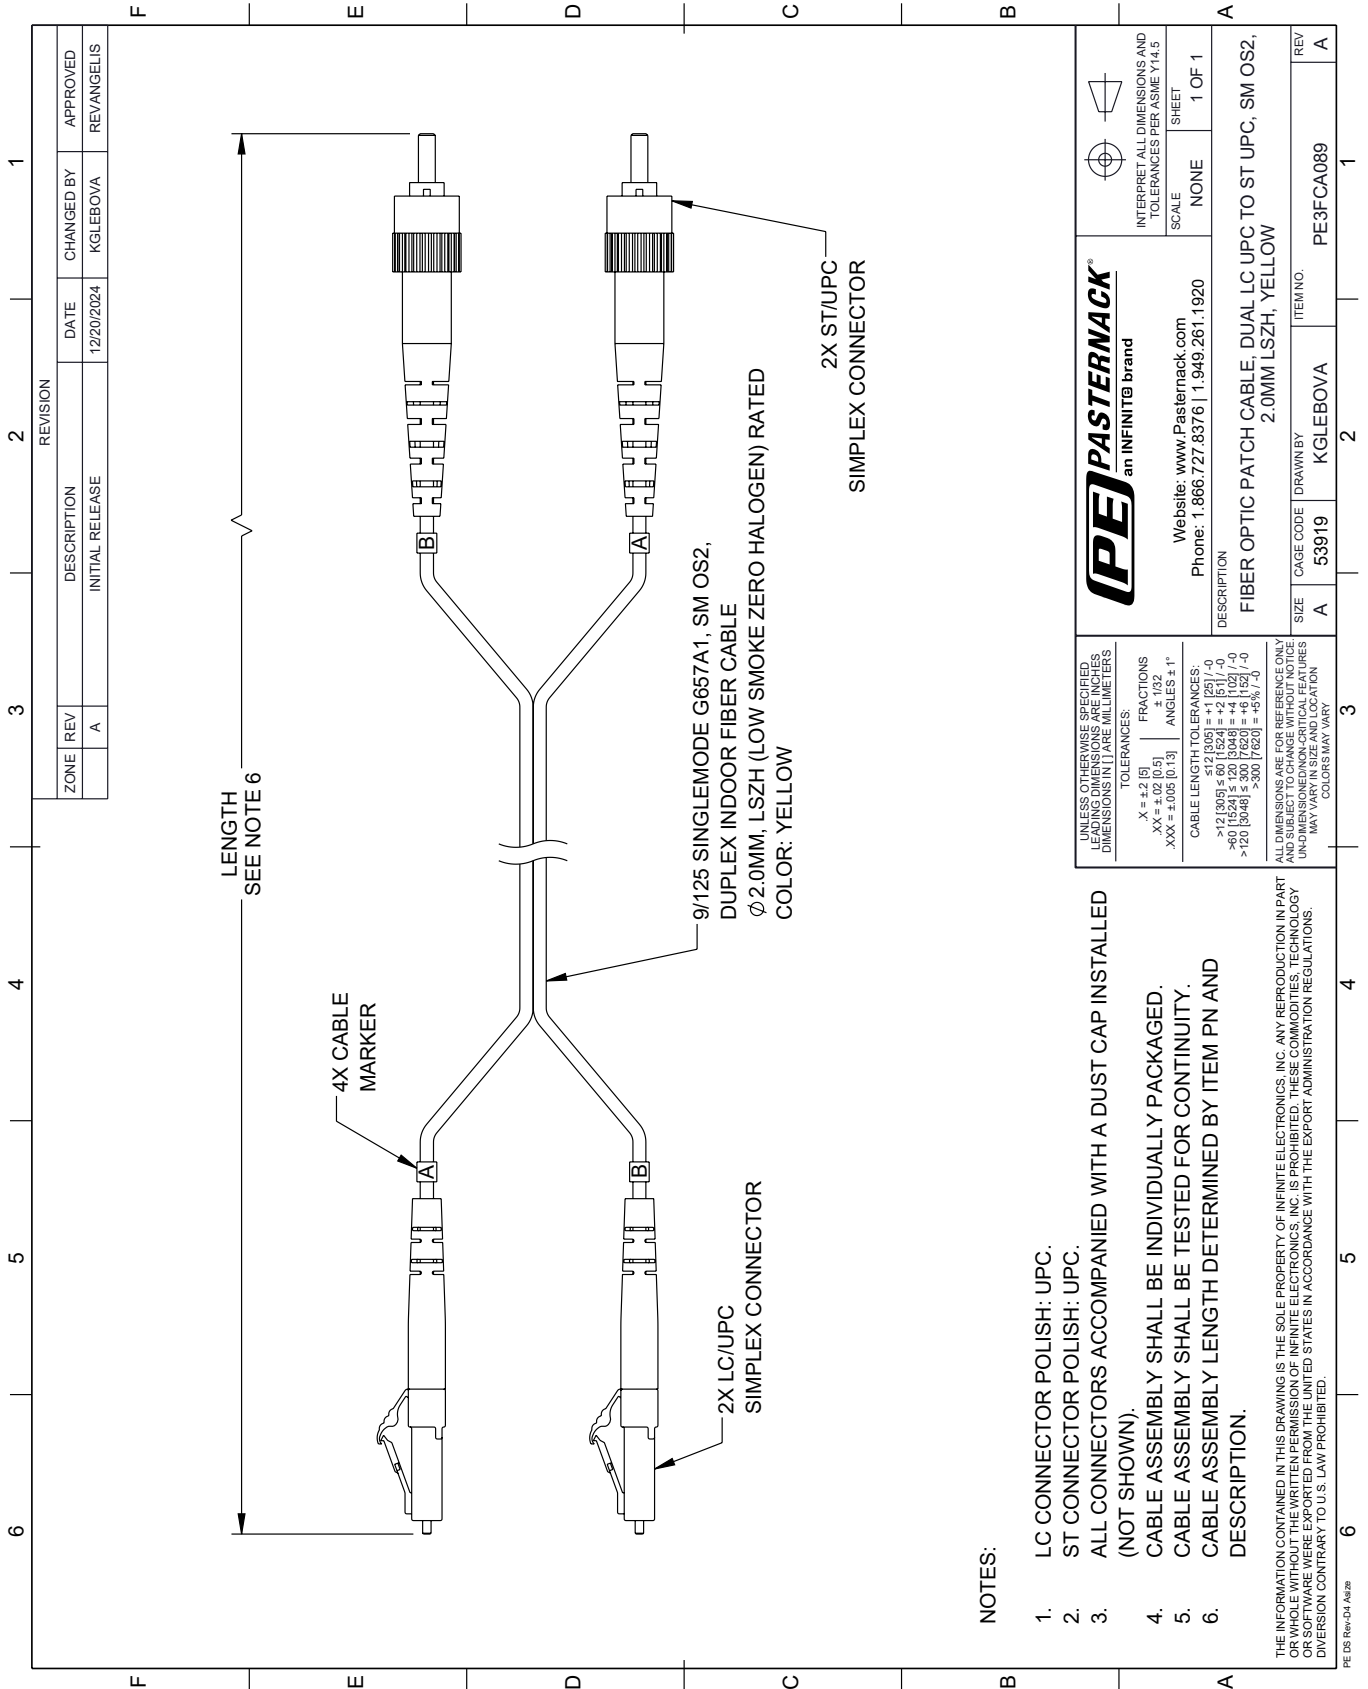 REVISION
ZONE REV DESCRIPTION DATE CHANGED BY APPROVED
A INITIAL RELEASE 12/20/2024 KGLEBOVA REVANGELIS
6 5 4 3 2 1
F
E
D
C
B
A
LENGTH
SEE NOTE 6
4X CABLE
MARKER
A
B
B
A
2X LC/UPC
SIMPLEX CONNECTOR
9/125 SINGLEMODE G657A1, SM OS2,
DUPLEX INDOOR FIBER CABLE
Ø 2.0MM, LSZH (LOW SMOKE ZERO HALOGEN) RATED
COLOR: YELLOW
2X ST/UPC
SIMPLEX CONNECTOR
NOTES:
1. LC CONNECTOR POLISH: UPC.
2. ST CONNECTOR POLISH: UPC.
3. ALL CONNECTORS ACCOMPANIED WITH A DUST CAP INSTALLED
(NOT SHOWN).
4. CABLE ASSEMBLY SHALL BE INDIVIDUALLY PACKAGED.
5. CABLE ASSEMBLY SHALL BE TESTED FOR CONTINUITY.
6. CABLE ASSEMBLY LENGTH DETERMINED BY ITEM PN AND
DESCRIPTION.
THE INFORMATION CONTAINED IN THIS DRAWING IS THE SOLE PROPERTY OF INFINITE ELECTRONICS, INC. ANY REPRODUCTION IN PART
OR WHOLE WITHOUT THE WRITTEN PERMISSION OF INFINITE ELECTRONICS, INC. IS PROHIBITED. THESE COMMODITIES, TECHNOLOGY
OR SOFTWARE WERE EXPORTED FROM THE UNITED STATES IN ACCORDANCE WITH THE EXPORT ADMINISTRATION REGULATIONS.
DIVERSION CONTRARY TO U.S. LAW PROHIBITED.
UNLESS OTHERWISE SPECIFIED
LEADING DIMENSIONS ARE INCHES
DIMENSIONS IN [ ] ARE MILLIMETERS
TOLERANCES:
.X = ±.2 [5] FRACTIONS
.XX = ±.02 [0.5] ± 1/32
.XXX = ±.005 [0.13] ANGLES ± 1°
CABLE LENGTH TOLERANCES:
≤12 [305] = +1 [25] / -0
>12 [305] ≤ 60 [1524] = +2 [51] / -0
>60 [1524] ≤ 120 [3048] = +4 [102] / -0
>120 [3048] ≤ 300 [7620] = +6 [152] / -0
>300 [7620] = +5% / -0
ALL DIMENSIONS ARE FOR REFERENCE ONLY
AND SUBJECT TO CHANGE WITHOUT NOTICE.
UN-DIMENSIONED/NON-CRITICAL FEATURES
MAY VARY IN SIZE AND LOCATION
COLORS MAY VARY
PE PASTERNACK®
an INFINIT@ brand
Website: www.Pasternack.com
Phone: 1.866.727.8376 | 1.949.261.1920
INTERPRET ALL DIMENSIONS AND
TOLERANCES PER ASME Y14.5
SCALE SHEET
NONE 1 OF 1
DESCRIPTION
FIBER OPTIC PATCH CABLE, DUAL LC UPC TO ST UPC, SM OS2,
2.0MM LSZH, YELLOW
SIZE CAGE CODE DRAWN BY ITEM NO. REV
A 53919 KGLEBOVA PE3FCA089 A
F
E
D
C
B
A
6 5 4 3 2 1
PE DS Rev-D4 Asize